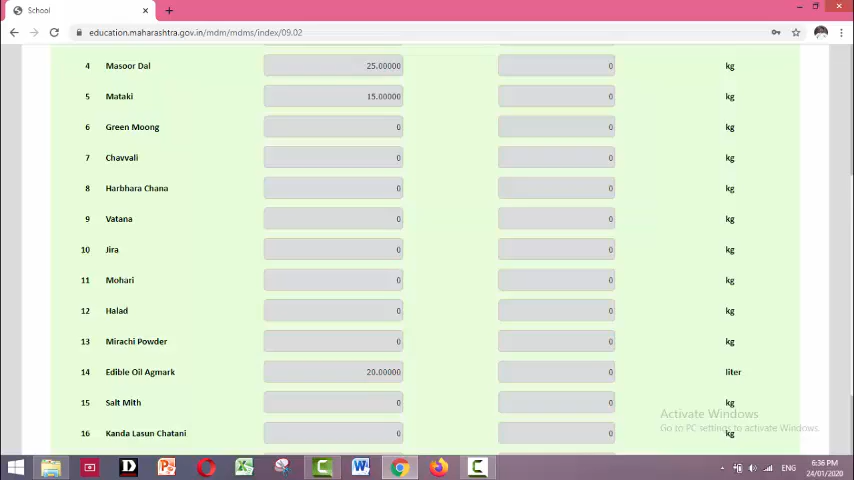 School
education.maharashtra.gov.in/mdm/mdms/index/09.02
4 Masoor Dal 25.00000 0 kg
5 Mataki 15.00000 0 kg
6 Green Moong 0 0 kg
7 Chavvali 0 0 kg
8 Harbhara Chana 0 0 kg
9 Vatana 0 0 kg
10 Jira 0 0 kg
11 Mohari 0 0 kg
12 Halad 0 0 kg
13 Mirachi Powder 0 0 kg
14 Edible Oil Agmark 20.00000 0 liter
15 Salt Mith 0 0 kg
Activate Windows
Go to PC settings to activate Windows.
16 Kanda Lasun Chatani 0 0 kg
ENG
6:36 PM
24/01/2020